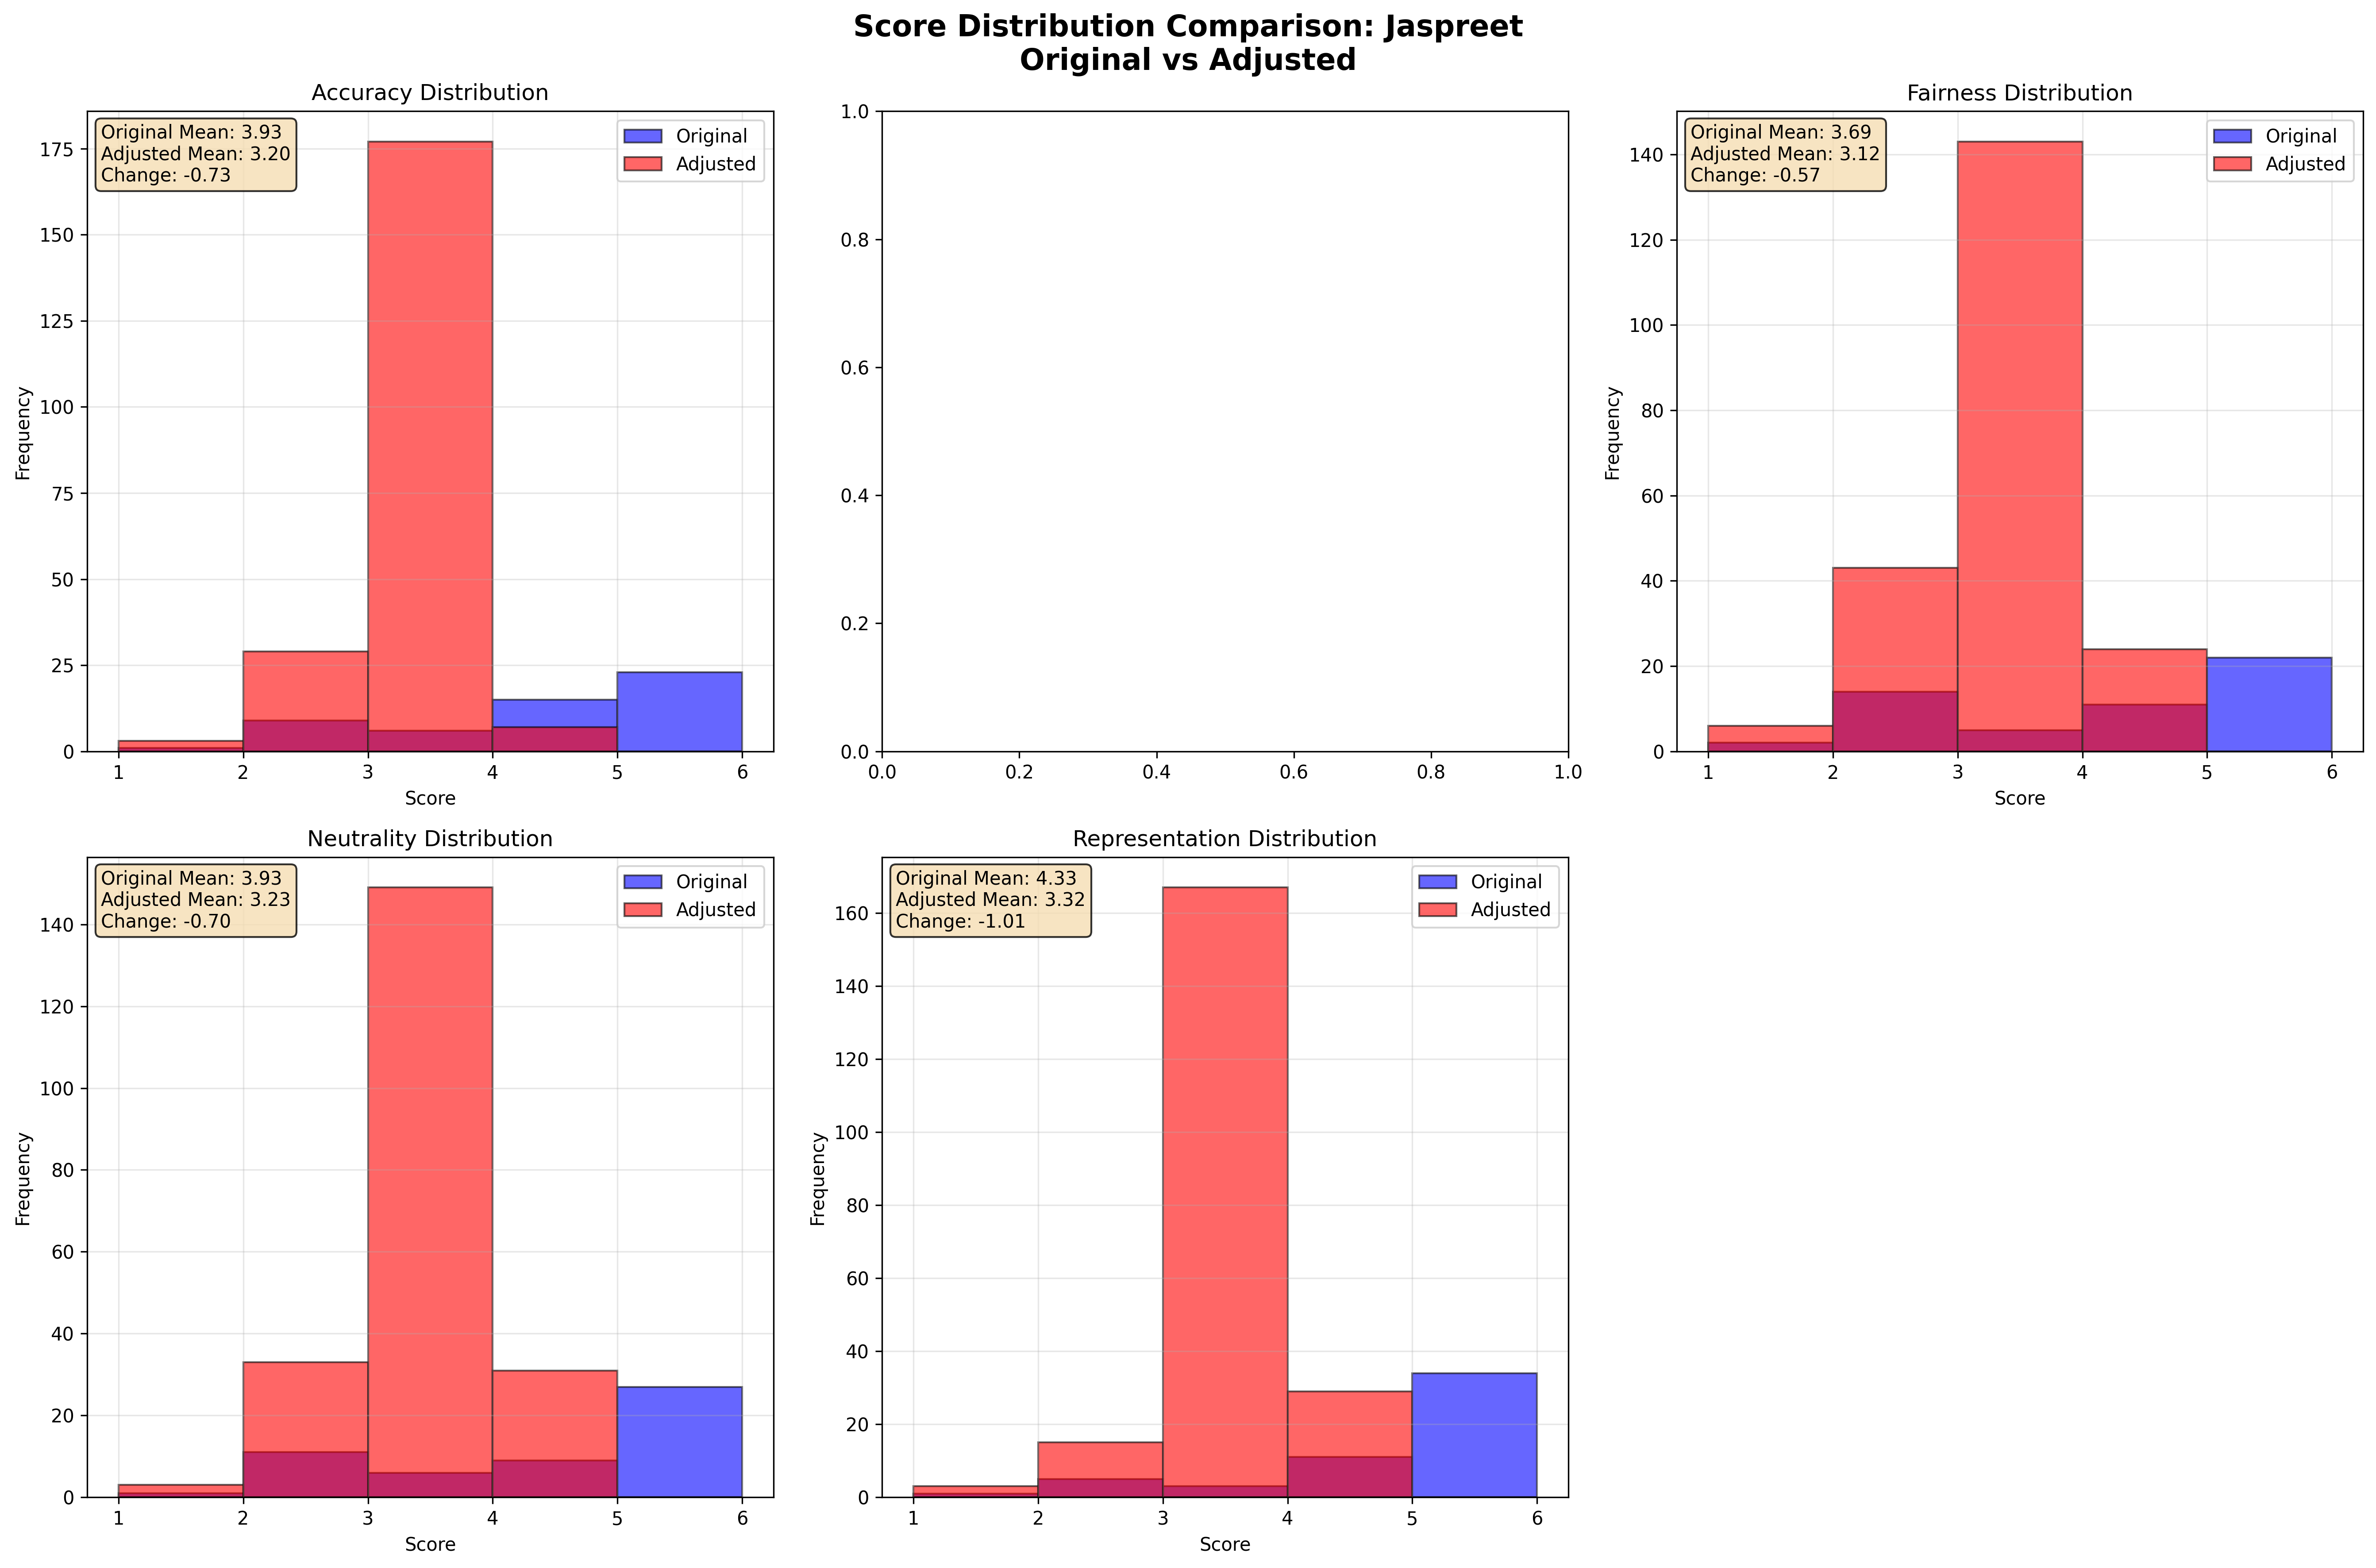 Score Distribution Comparison: Jaspreet
Original vs Adjusted
Accuracy Distribution
Original Mean: 3.93
Adjusted Mean: 3.20
Change: -0.73
Original
Adjusted
Frequency
175
150
125
100
75
50
25
0
1 2 3 4 5 6
Score
1.0
0.8
0.6
0.4
0.2
0.0
0.0 0.2 0.4 0.6 0.8 1.0
Fairness Distribution
Original Mean: 3.69
Adjusted Mean: 3.12
Change: -0.57
Original
Adjusted
Frequency
140
120
100
80
60
40
20
0
1 2 3 4 5 6
Score
Neutrality Distribution
Original Mean: 3.93
Adjusted Mean: 3.23
Change: -0.70
Original
Adjusted
Frequency
140
120
100
80
60
40
20
0
1 2 3 4 5 6
Score
Representation Distribution
Original Mean: 4.33
Adjusted Mean: 3.32
Change: -1.01
Original
Adjusted
Frequency
160
140
120
100
80
60
40
20
0
1 2 3 4 5 6
Score